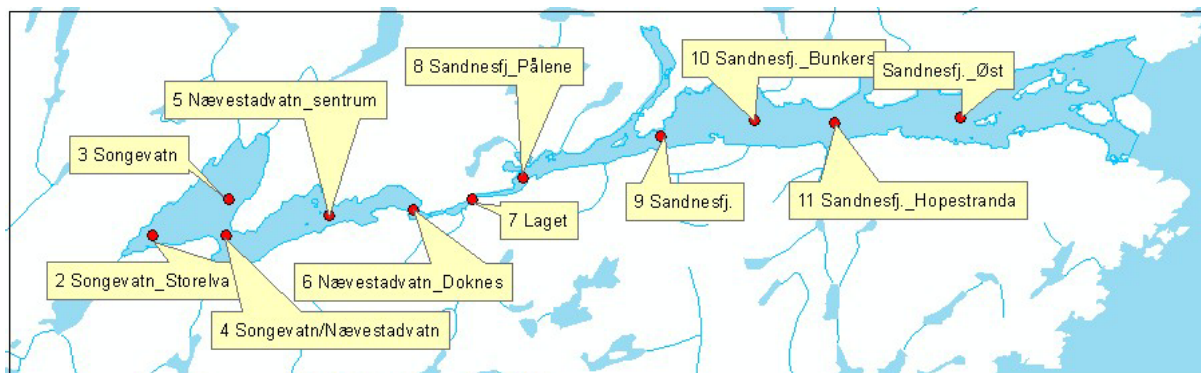 8 Sandnesfj_Pålene
10 Sandnesfj._Bunkers
Sandnesfj._Øst
5 Nævestadvatn_sentrum
3 Songevatn
9 Sandnesfj.
11 Sandnesfj._Hopestranda
7 Laget
2 Songevatn_Storelva
6 Nævestadvatn_Doknes
4 Songevatn/Nævestadvatn